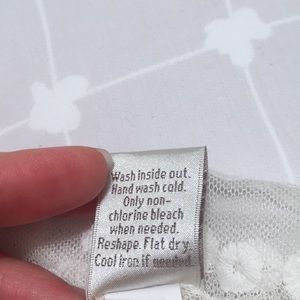 Wash inside out.
Hand wash cold.
Only non-
chlorine bleach
when needed.
Reshape. Flat dry.
Cool iron if needed.